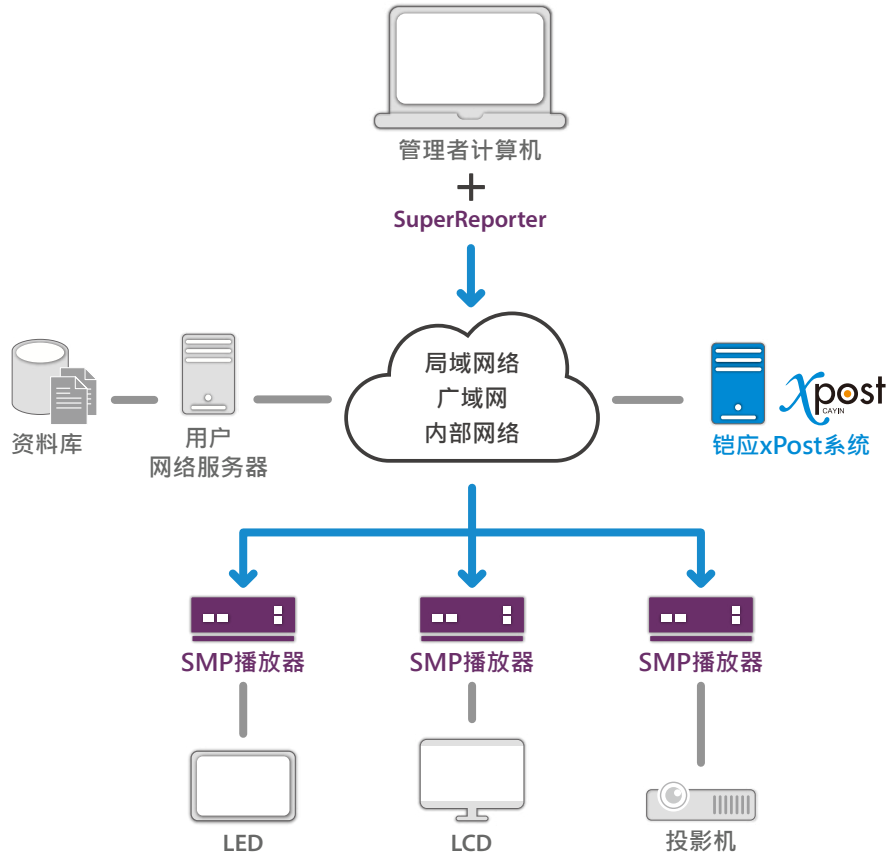 管理者计算机
+
SuperReporter
局域网络
广域网
内部网络
资料库
用户
网络服务器
Xpost
CAYIN
铠应xPost系统
SMP播放器
SMP播放器
SMP播放器
LED
LCD
投影机